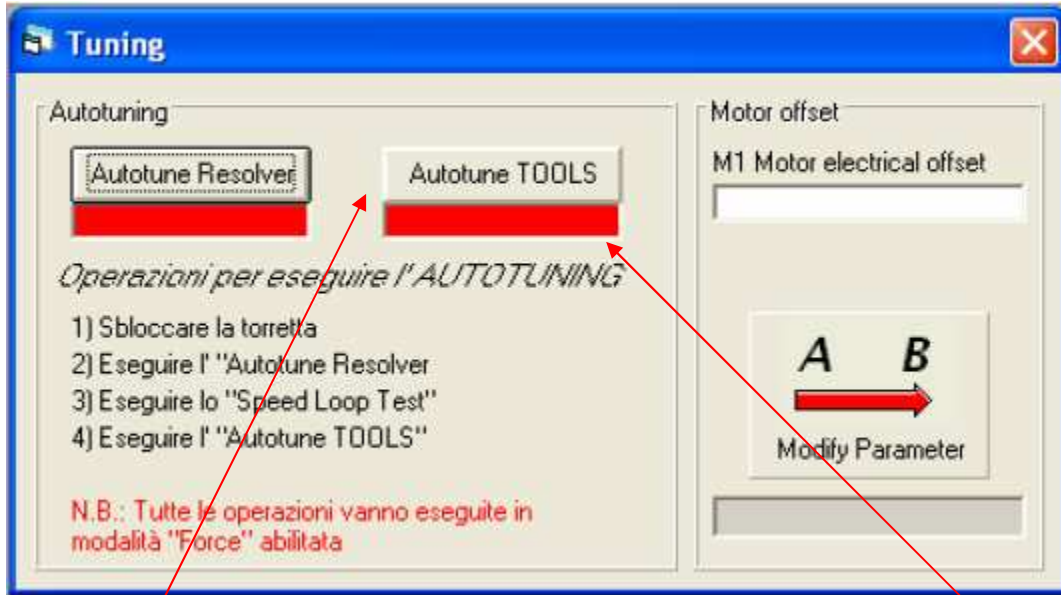 Tuning
Autotuning
Autotune Resolver
Autotune TOOLS
Operazioni per eseguire l' AUTOTUNING
1) Sbloccare la torretta
2) Eseguire l' "Autotune Resolver
3) Eseguire lo "Speed Loop Test"
4) Eseguire l' "Autotune TOOLS"
N.B.: Tutte le operazioni vanno eseguite in
modalità "Force" abilitata
Motor offset
M1 Motor electrical offset
A B
Modify Parameter